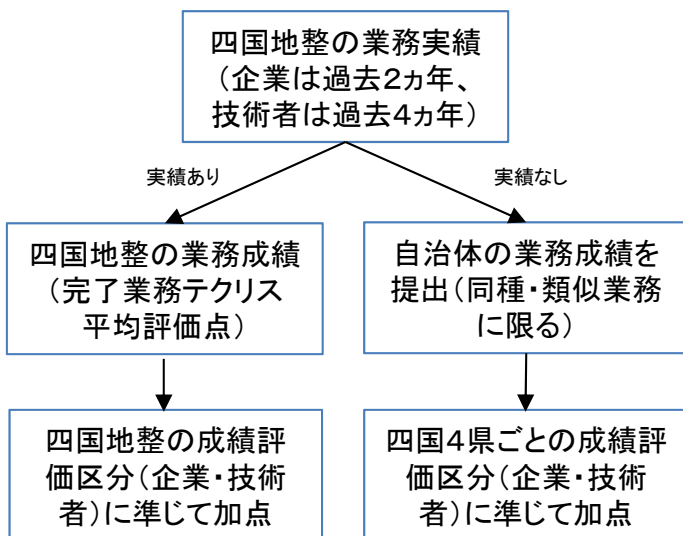 四国地整の業務実績
（企業は過去2ヵ年、
技術者は過去4ヵ年）
実績あり
実績なし
四国地整の業務成績
（完了業務テクリス
平均評価点）
自治体の業務成績を
提出（同種・類似業務
に限る）
四国地整の成績評
価区分（企業・技術
者）に準じて加点
四国４県ごとの成績評
価区分（企業・技術
者）に準じて加点